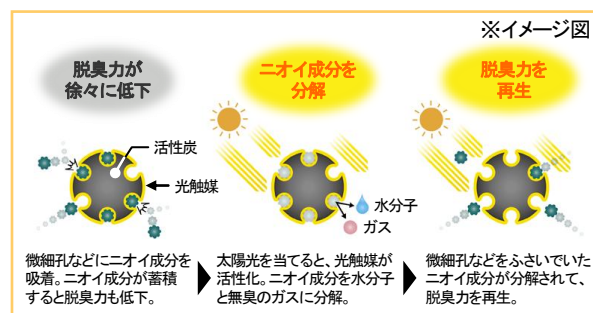 ※イメージ図
脱臭力が
徐々に低下
ニオイ成分を
分解
脱臭力を
再生
活性炭
光触媒
水分子
ガス
微細孔などにニオイ成分を
吸着。ニオイ成分が蓄積
すると脱臭力も低下。
太陽光を当てると、光触媒が
活性化。ニオイ成分を水分子
と無臭のガスに分解。
微細孔などをふさいでいた
ニオイ成分が分解されて、
脱臭力を再生。